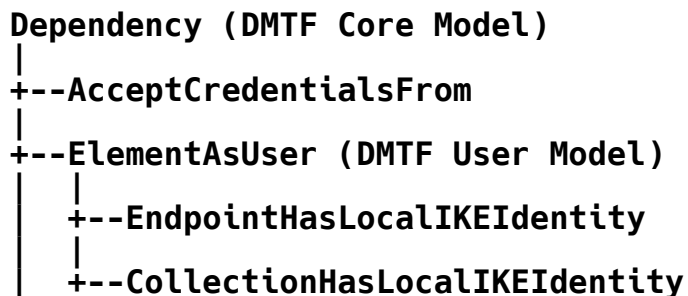 Dependency (DMTF Core Model)
|
+--AcceptCredentialsFrom
|
+--ElementAsUser (DMTF User Model)
|   |
|   +--EndpointHasLocalIKEIdentity
|   |
|   +--CollectionHasLocalIKEIdentity